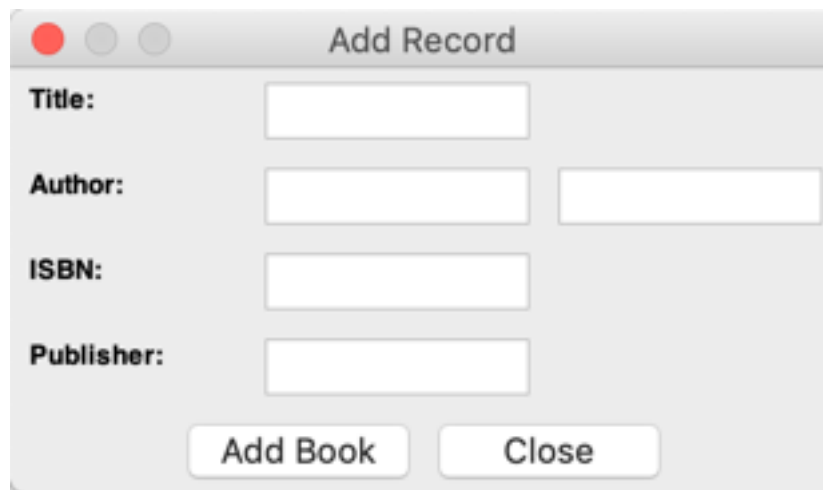 Add Record
Title:
Author:
ISBN:
Publisher:
Add Book Close